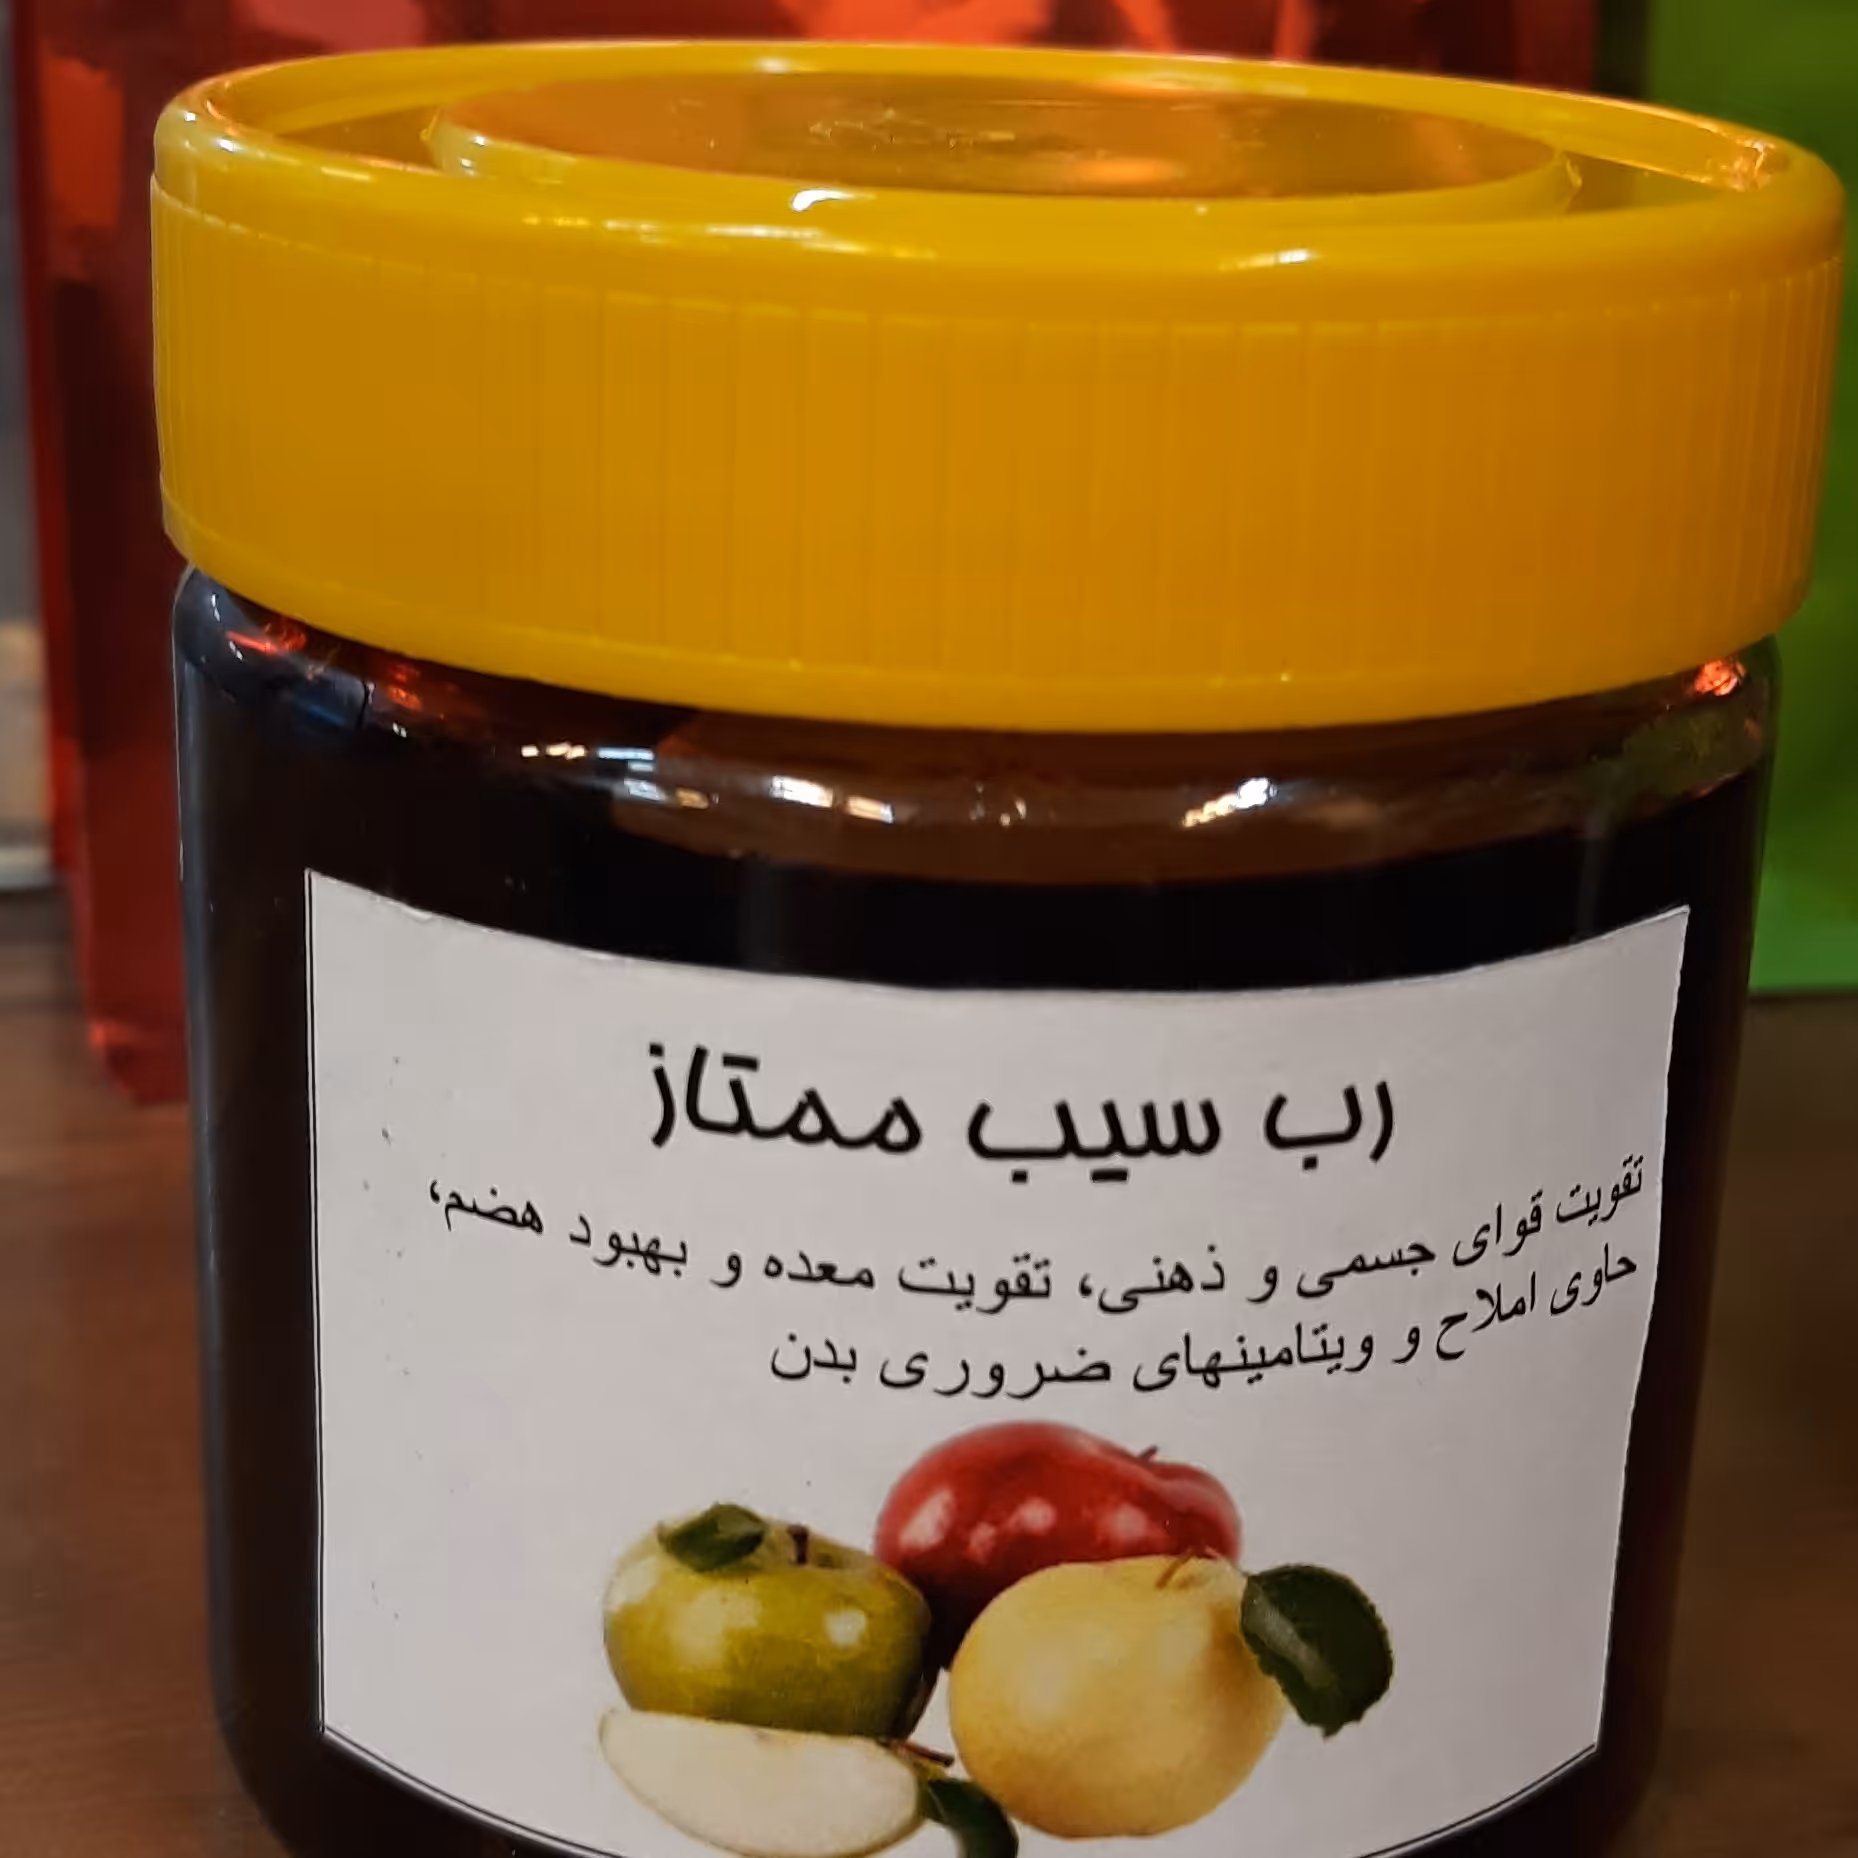 رب سیب ممتاز
تقویت قوای جسمی و ذهنی، تقویت معده و بهبود هضم،
حاوی املاح و ویتامینهای ضروری بدن